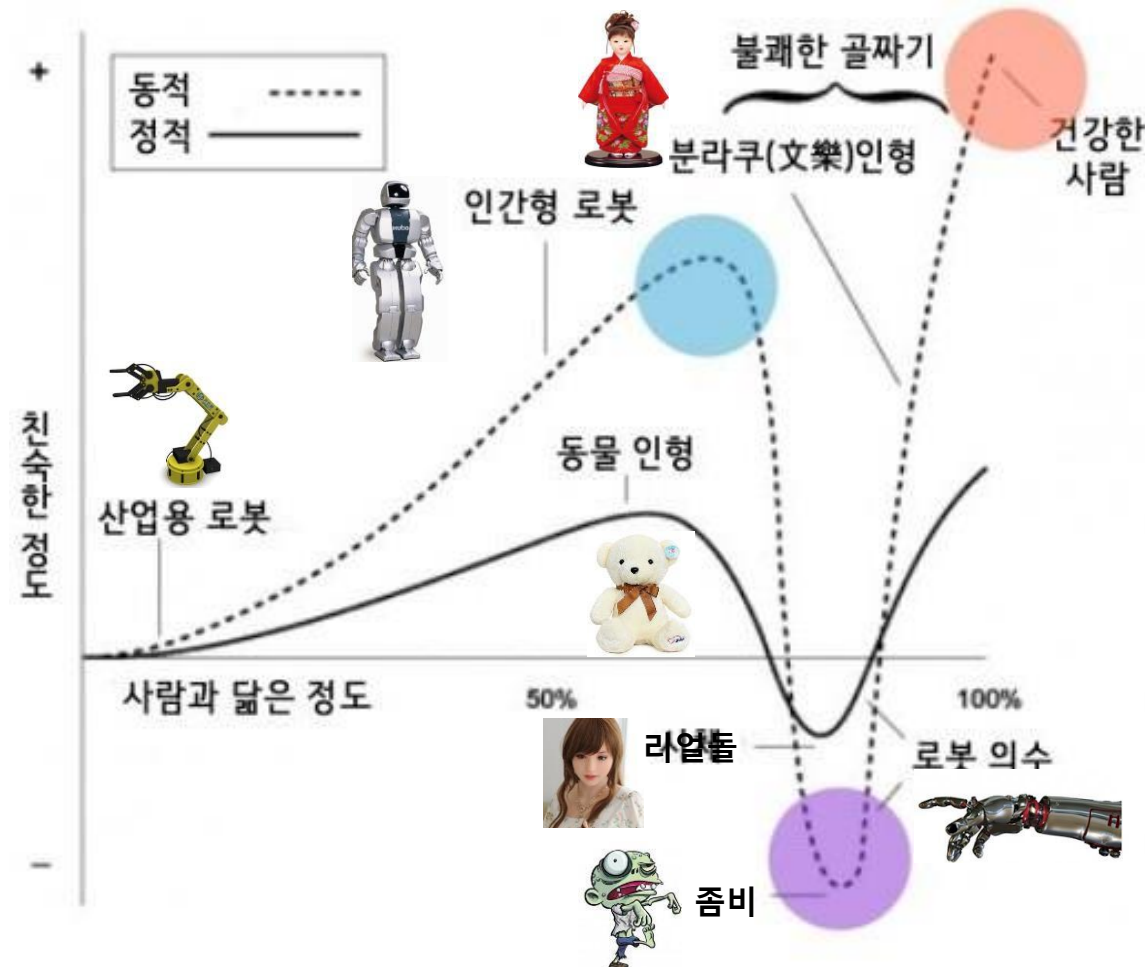 +
불쾌한 골짜기
동적
정적
건강한
사람
분라쿠(文樂)인형
인간형 로봇
친숙한 정도
동물 인형
산업용 로봇
사람과 닮은 정도
50%
100%
리얼돌
로봇 의수
−
좀비